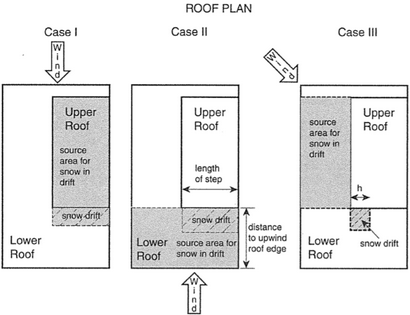 ROOF PLAN
Case I
Wind
Upper
Roof
source
area for
snow in
drift
snow drift
Lower
Roof
Case II
Upper
Roof
length
of step
snow drift
Lower
Roof
source area for
snow in drift
distance
to upwind
roof edge
Wind
Case III
Wind
source
area for
snow in
drift
Upper
Roof
h
Lower
Roof
snow drift